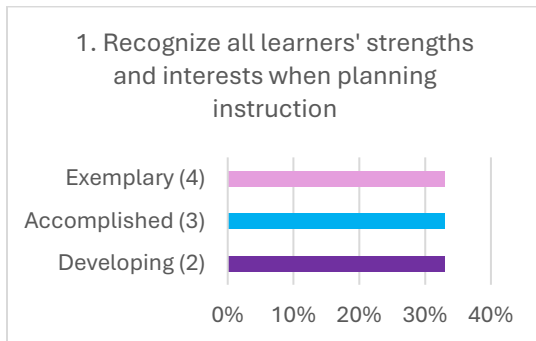 1. Recognize all learners' strengths
and interests when planning
instruction
Exemplary (4)
Accomplished (3)
Developing (2)
0% 10% 20% 30% 40%